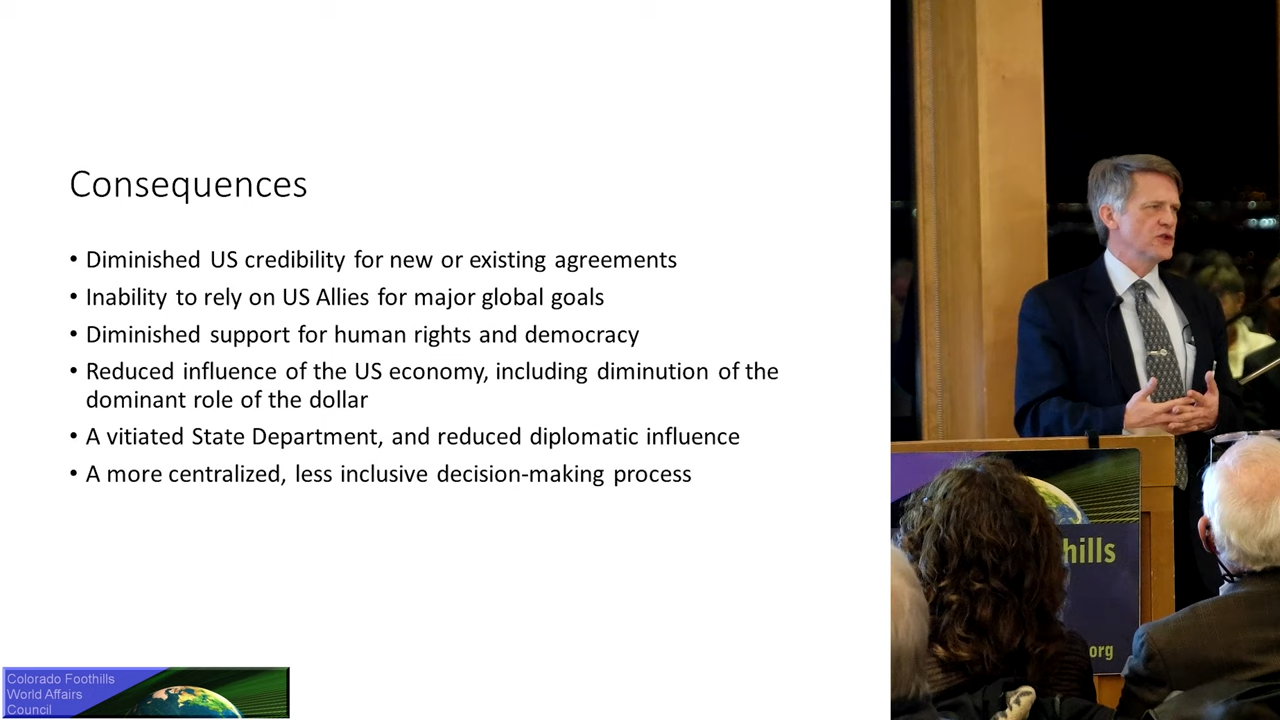 Consequences
• Diminished US credibility for new or existing agreements
• Inability to rely on US Allies for major global goals
• Diminished support for human rights and democracy
• Reduced influence of the US economy, including diminution of the
dominant role of the dollar
• A vitiated State Department, and reduced diplomatic influence
• A more centralized, less inclusive decision-making process
Colorado Foothills
World Affairs
Council
hills
org